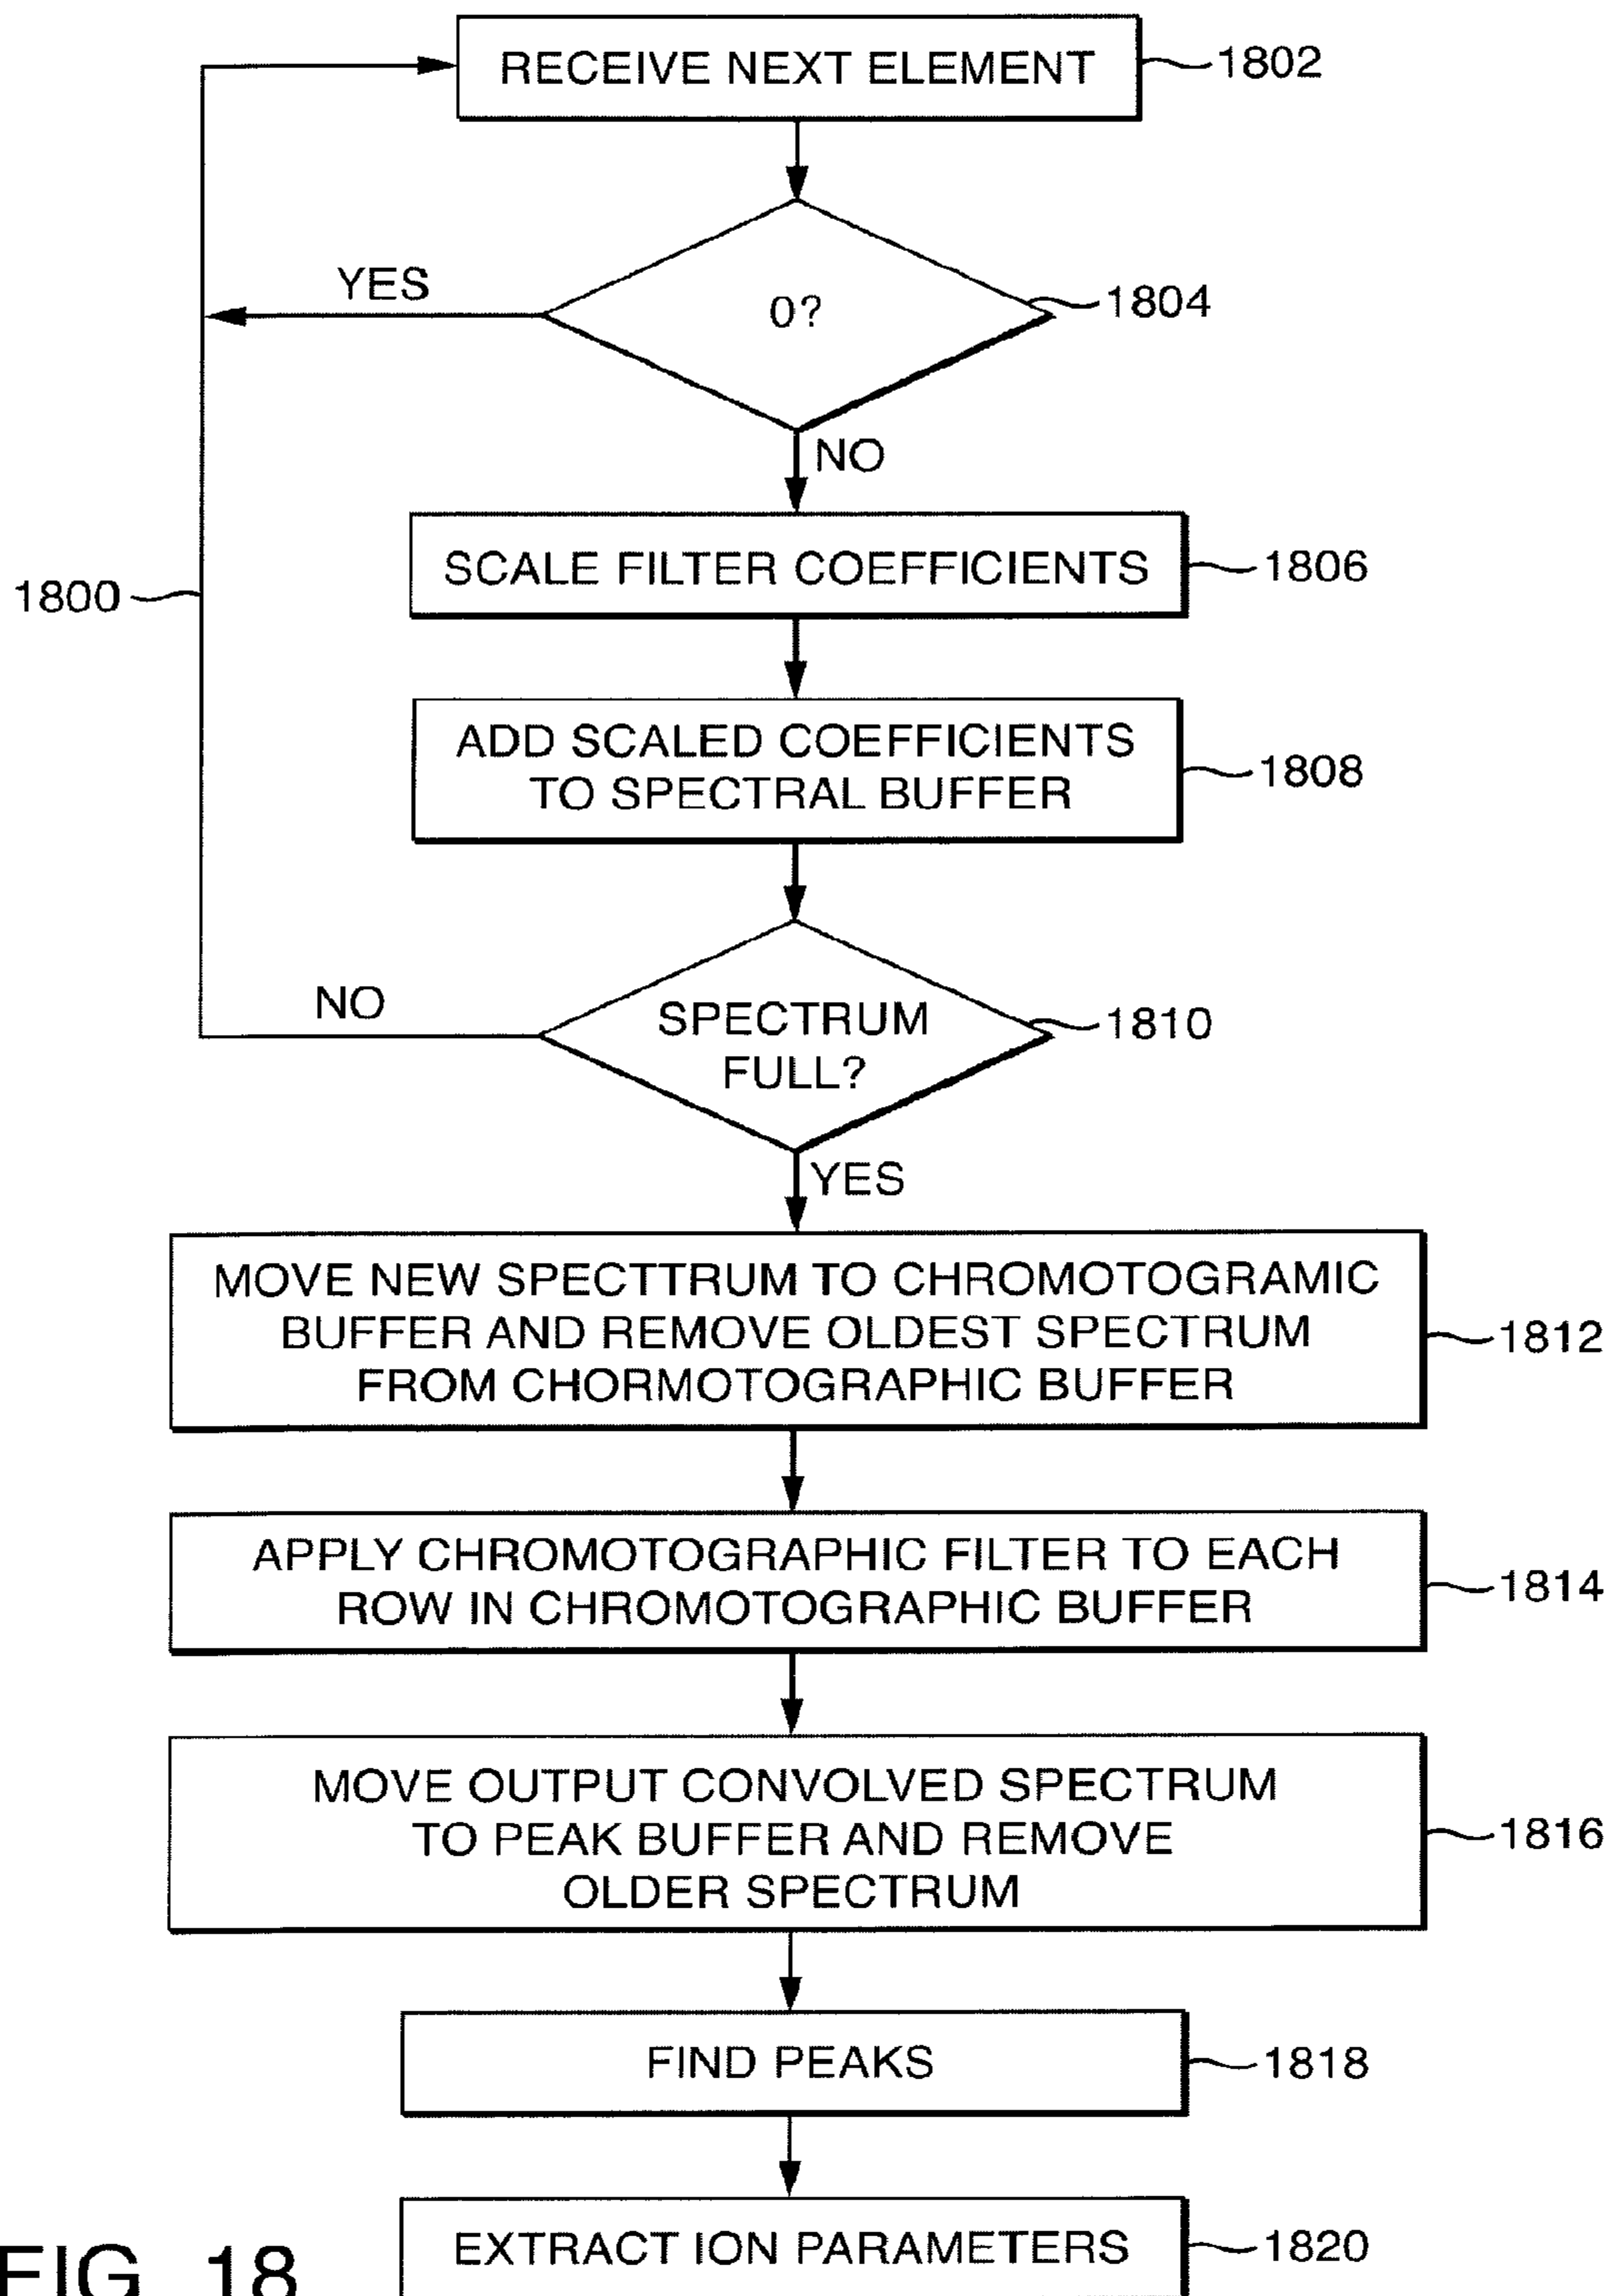 RECEIVE NEXT ELEMENT
1802
YES
0?
1804
NO
SCALE FILTER COEFFICIENTS
1806
1800
ADD SCALED COEFFICIENTS
TO SPECTRAL BUFFER
1808
NO
SPECTRUM
FULL?
1810
YES
MOVE NEW SPECTTRUM TO CHROMOTOGRAMIC
BUFFER AND REMOVE OLDEST SPECTRUM
FROM CHORMOTOGRAPHIC BUFFER
1812
APPLY CHROMOTOGRAPHIC FILTER TO EACH
ROW IN CHROMOTOGRAPHIC BUFFER
1814
MOVE OUTPUT CONVOLVED SPECTRUM
TO PEAK BUFFER AND REMOVE
OLDER SPECTRUM
1816
FIND PEAKS
1818
EXTRACT ION PARAMETERS
1820
FIG. 18